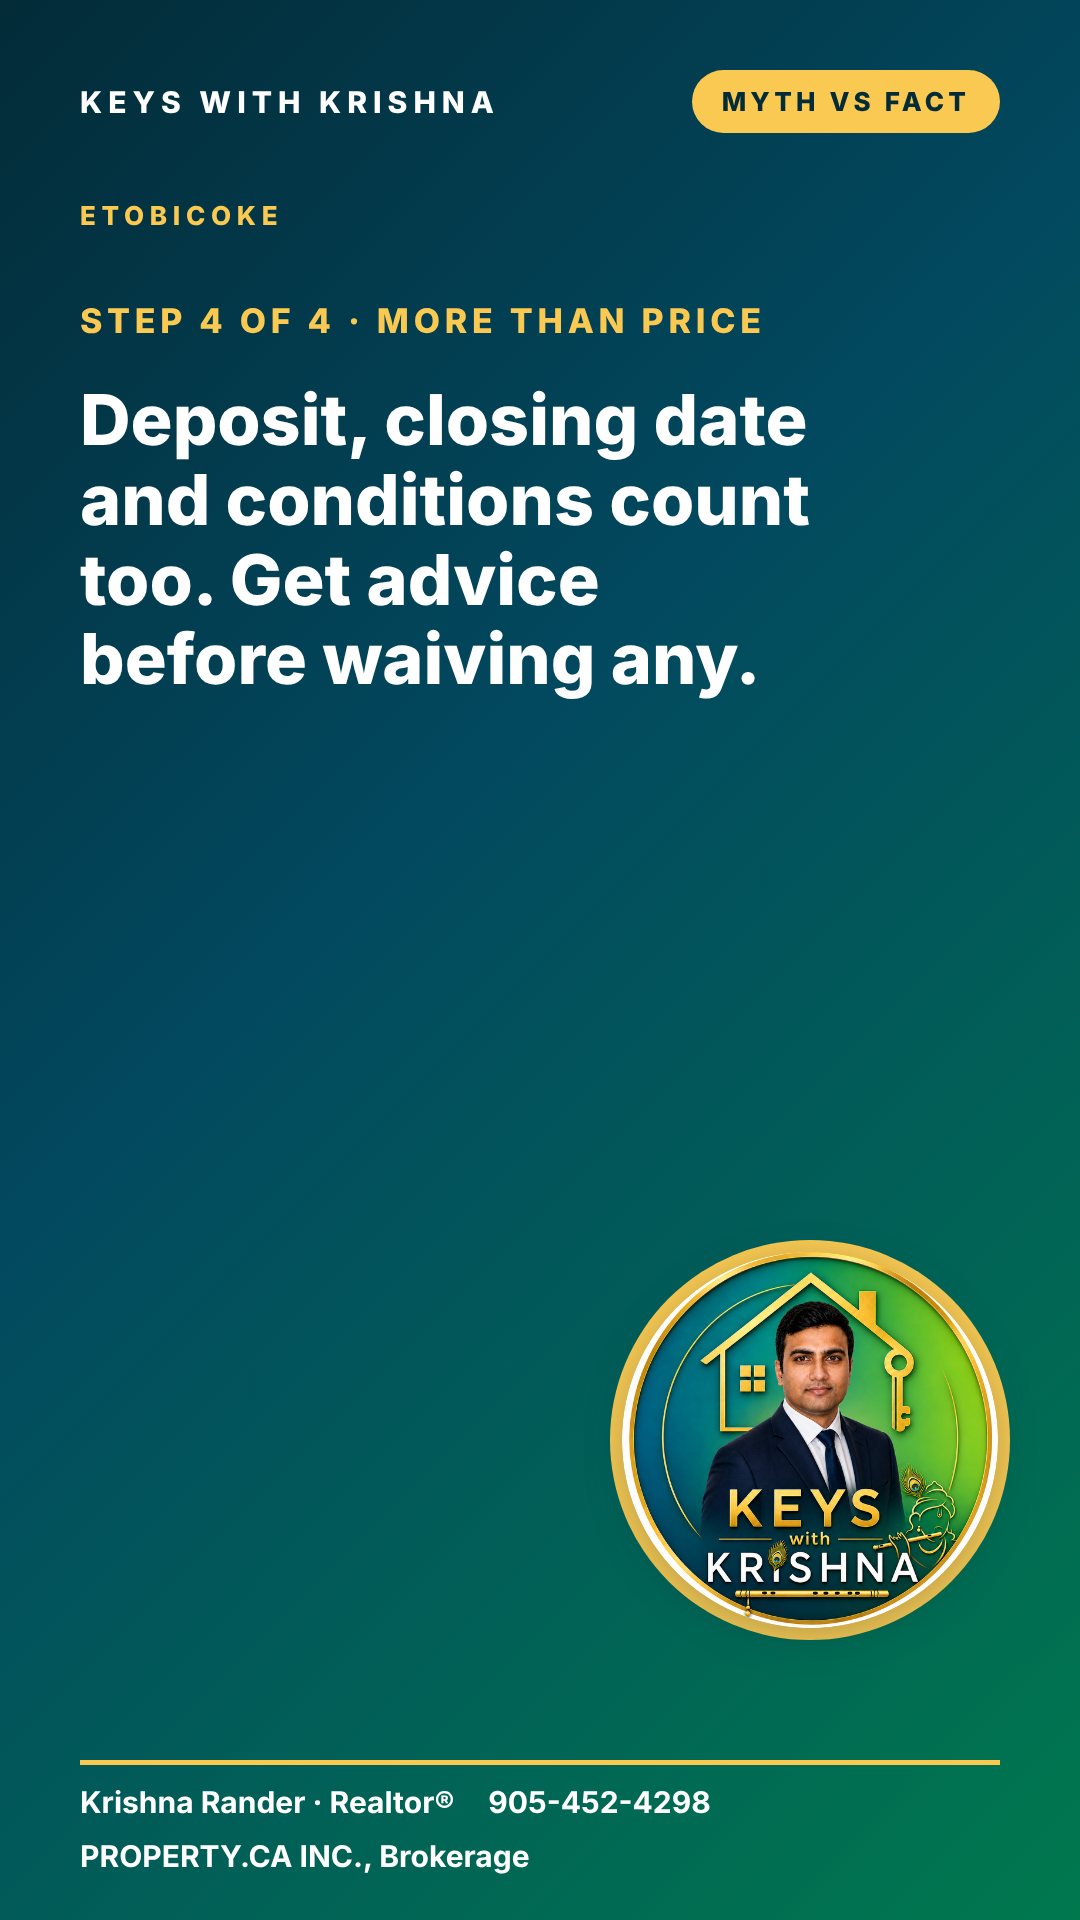 KEYS WITH KRISHNA
MYTH VS FACT
ETOBICOKE
STEP 4 OF 4 · MORE THAN PRICE
Deposit, closing date
and conditions count
too. Get advice
before waiving any.
KEYS
with
KRISHNA
Krishna Rander · Realtor® 905-452-4298
PROPERTY.CA INC., Brokerage